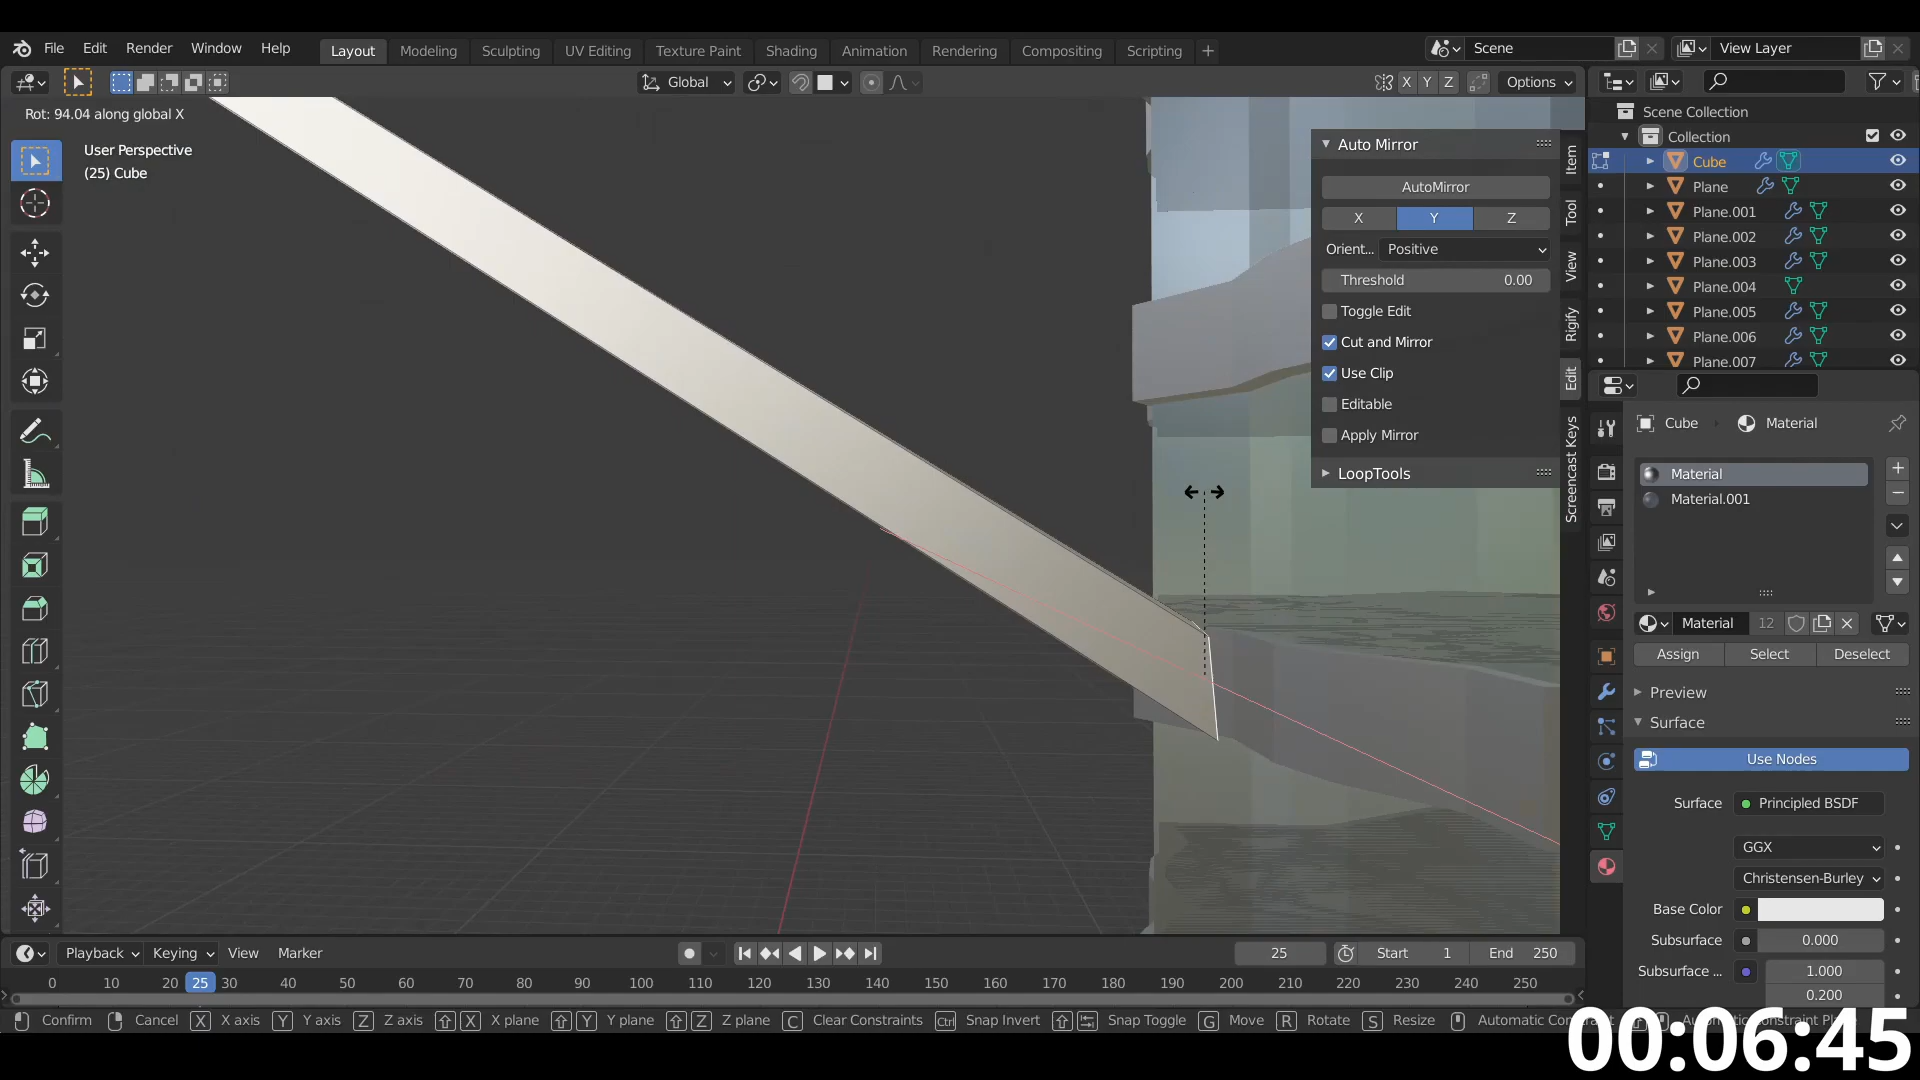 File Edit Render Window Help Layout Modeling Sculpting UV Editing Texture Paint Shading Animation Rendering Compositing Scripting + Scene View Layer
Global X Y Z Options
Rot: 94.04 along global X
User Perspective
(25) Cube
Auto Mirror
AutoMirror
X Y Z
Orient... Positive
Threshold 0.00
Toggle Edit
Cut and Mirror
Use Clip
Editable
Apply Mirror
LoopTools
Item
Tool
View
Rigify
Edit
Screencast Keys
Scene Collection
Collection
Cube
Plane
Plane.001
Plane.002
Plane.003
Plane.004
Plane.005
Plane.006
Plane.007
Cube Material
Material
Material.001
Material 12
Assign Select Deselect
Preview
Surface
Use Nodes
Surface Principled BSDF
GGX
Christensen-Burley
Base Color
Subsurface 0.000
Subsurface ... 1.000
0.200
Playback Keying View Marker 25 Start 1 End 250
0 10 20 25 30 40 50 60 70 80 90 100 110 120 130 140 150 160 170 180 190 200 210 220 230 240 250
Confirm Cancel X X axis Y Y axis Z Z axis X X plane Y Y plane Z Z plane C Clear Constraints Ctrl Snap Invert Snap Toggle G Move R Rotate S Resize Automatic Constraint
00:06:45